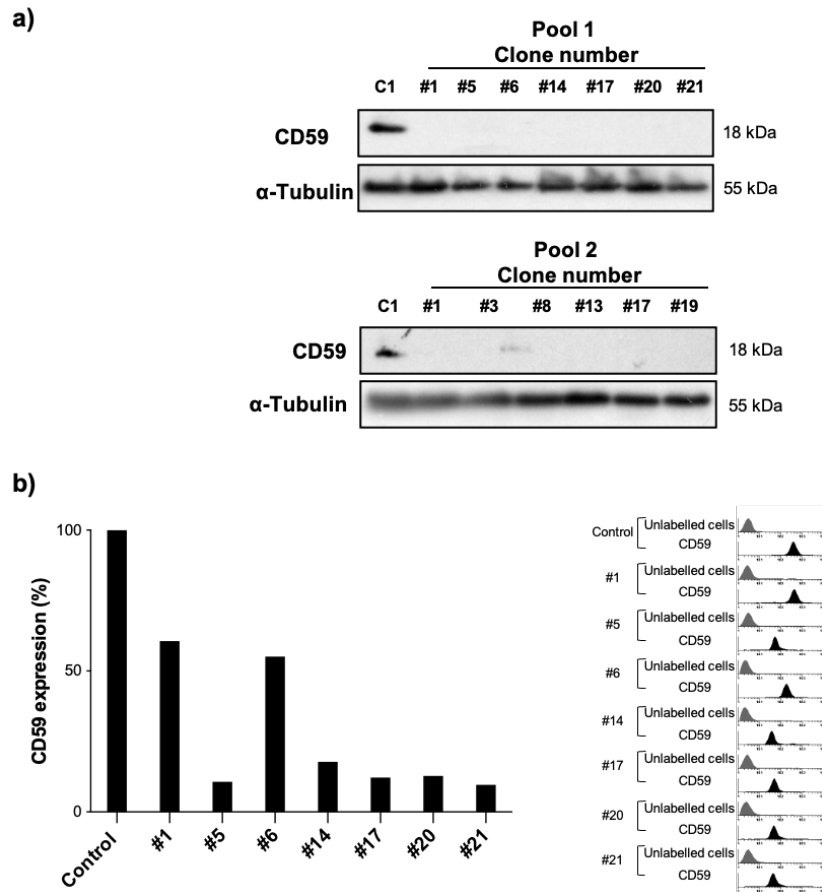 a)
Pool 1
Clone number
C1 #1 #5 #6 #14 #17 #20 #21
CD59 18 kDa
α-Tubulin 55 kDa
Pool 2
Clone number
C1 #1 #3 #8 #13 #17 #19
CD59 18 kDa
α-Tubulin 55 kDa
b)
CD59 expression (%)
100
50
0
Control #1 #5 #6 #14 #17 #20 #21
Control Unlabelled cells
CD59
#1 Unlabelled cells
CD59
#5 Unlabelled cells
CD59
#6 Unlabelled cells
CD59
#14 Unlabelled cells
CD59
#17 Unlabelled cells
CD59
#20 Unlabelled cells
CD59
#21 Unlabelled cells
CD59